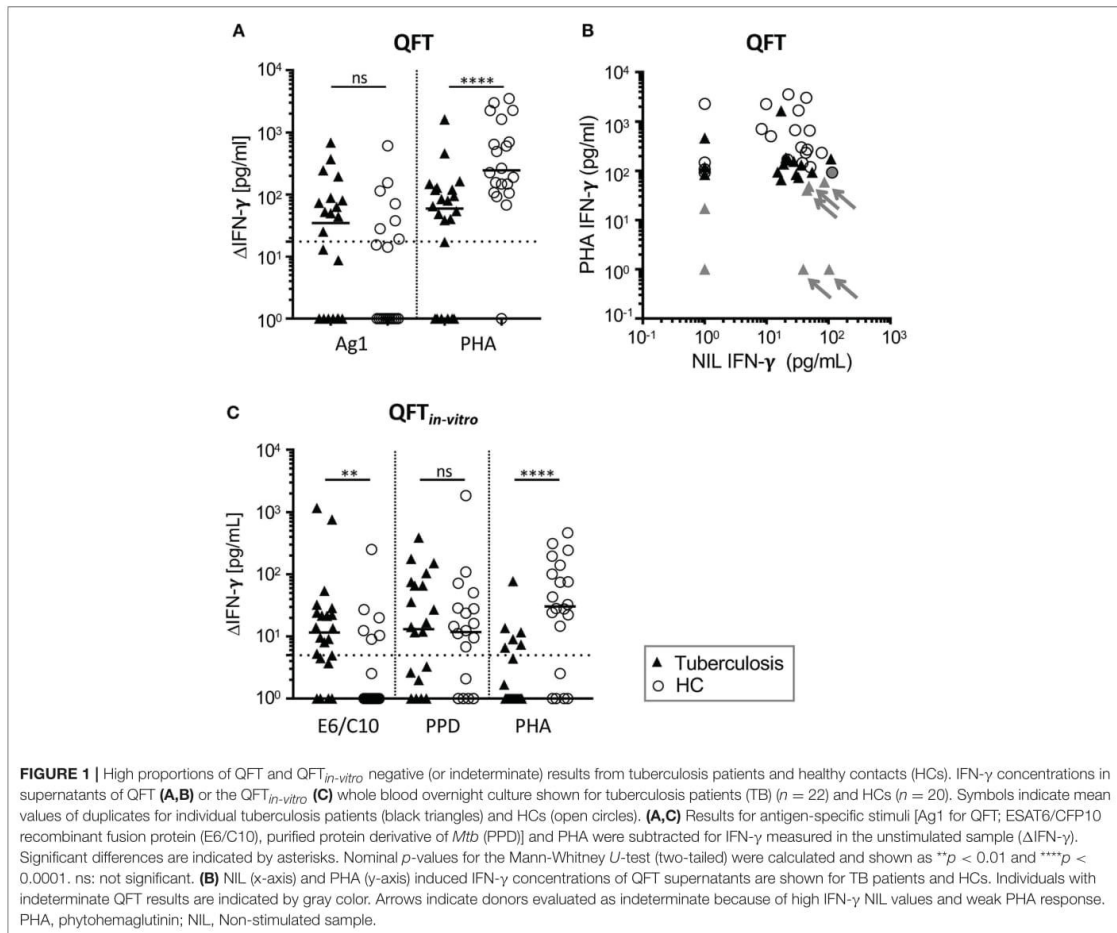 A
QFT
ns
****
10⁴
10³
10²
10¹
10⁰
ΔIFN-γ [pg/ml]
Ag1
PHA
B
QFT
10⁴
10³
10²
10¹
10⁰
10⁻¹
PHA IFN-γ (pg/ml)
10⁻¹
10⁰
10¹
10²
10³
NIL IFN-γ (pg/mL)
C
QFTin-vitro
**
ns
****
10⁴
10³
10²
10¹
10⁰
ΔIFN-γ [pg/mL]
E6/C10
PPD
PHA
Tuberculosis
HC
FIGURE 1 | High proportions of QFT and QFTin-vitro negative (or indeterminate) results from tuberculosis patients and healthy contacts (HCs). IFN-γ concentrations in
supernatants of QFT (A,B) or the QFTin-vitro (C) whole blood overnight culture shown for tuberculosis patients (TB) (n = 22) and HCs (n = 20). Symbols indicate mean
values of duplicates for individual tuberculosis patients (black triangles) and HCs (open circles). (A,C) Results for antigen-specific stimuli [Ag1 for QFT; ESAT6/CFP10
recombinant fusion protein (E6/C10), purified protein derivative of Mtb (PPD)] and PHA were subtracted for IFN-γ measured in the unstimulated sample (ΔIFN-γ).
Significant differences are indicated by asterisks. Nominal p-values for the Mann-Whitney U-test (two-tailed) were calculated and shown as **p < 0.01 and ****p <
0.0001. ns: not significant. (B) NIL (x-axis) and PHA (y-axis) induced IFN-γ concentrations of QFT supernatants are shown for TB patients and HCs. Individuals with
indeterminate QFT results are indicated by gray color. Arrows indicate donors evaluated as indeterminate because of high IFN-γ NIL values and weak PHA response.
PHA, phytohemaglutinin; NIL, Non-stimulated sample.